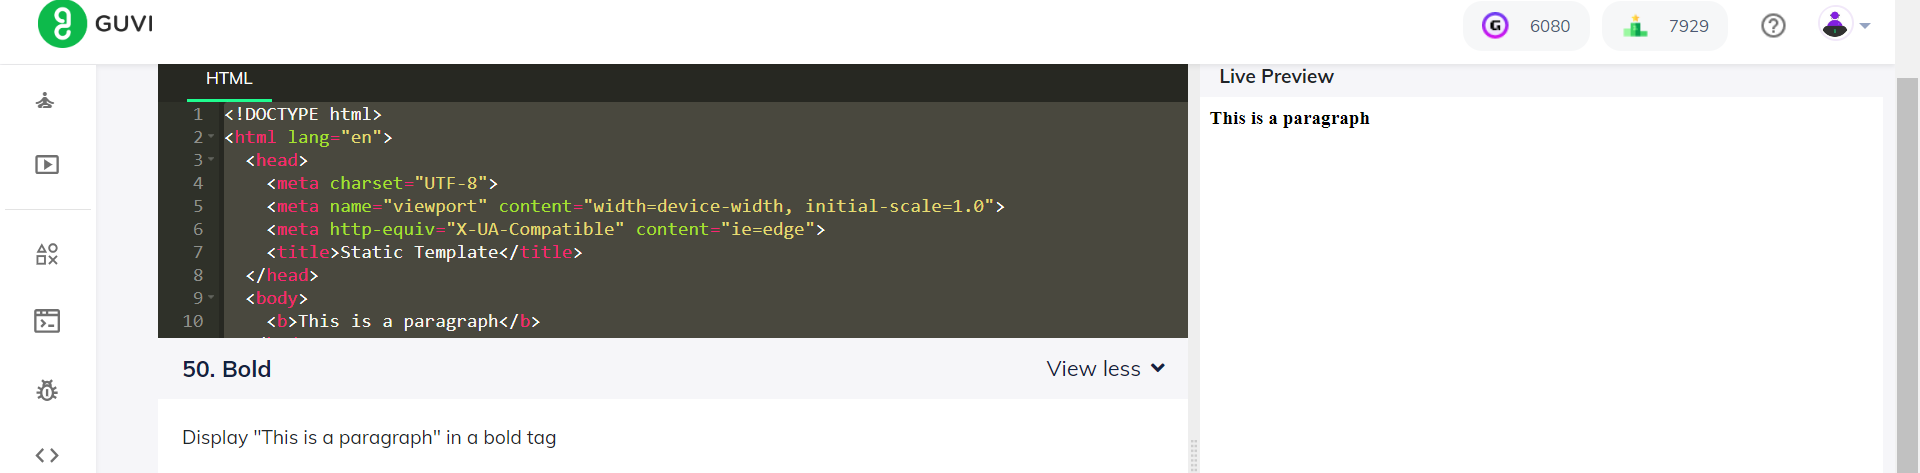 GUVI
6080
7929
HTML
1 <!DOCTYPE html>
2 <html lang="en">
3 <head>
4 <meta charset="UTF-8">
5 <meta name="viewport" content="width=device-width, initial-scale=1.0">
6 <meta http-equiv="X-UA-Compatible" content="ie=edge">
7 <title>Static Template</title>
8 </head>
9 <body>
10 <b>This is a paragraph</b>
50. Bold
View less
Display "This is a paragraph" in a bold tag
Live Preview
This is a paragraph